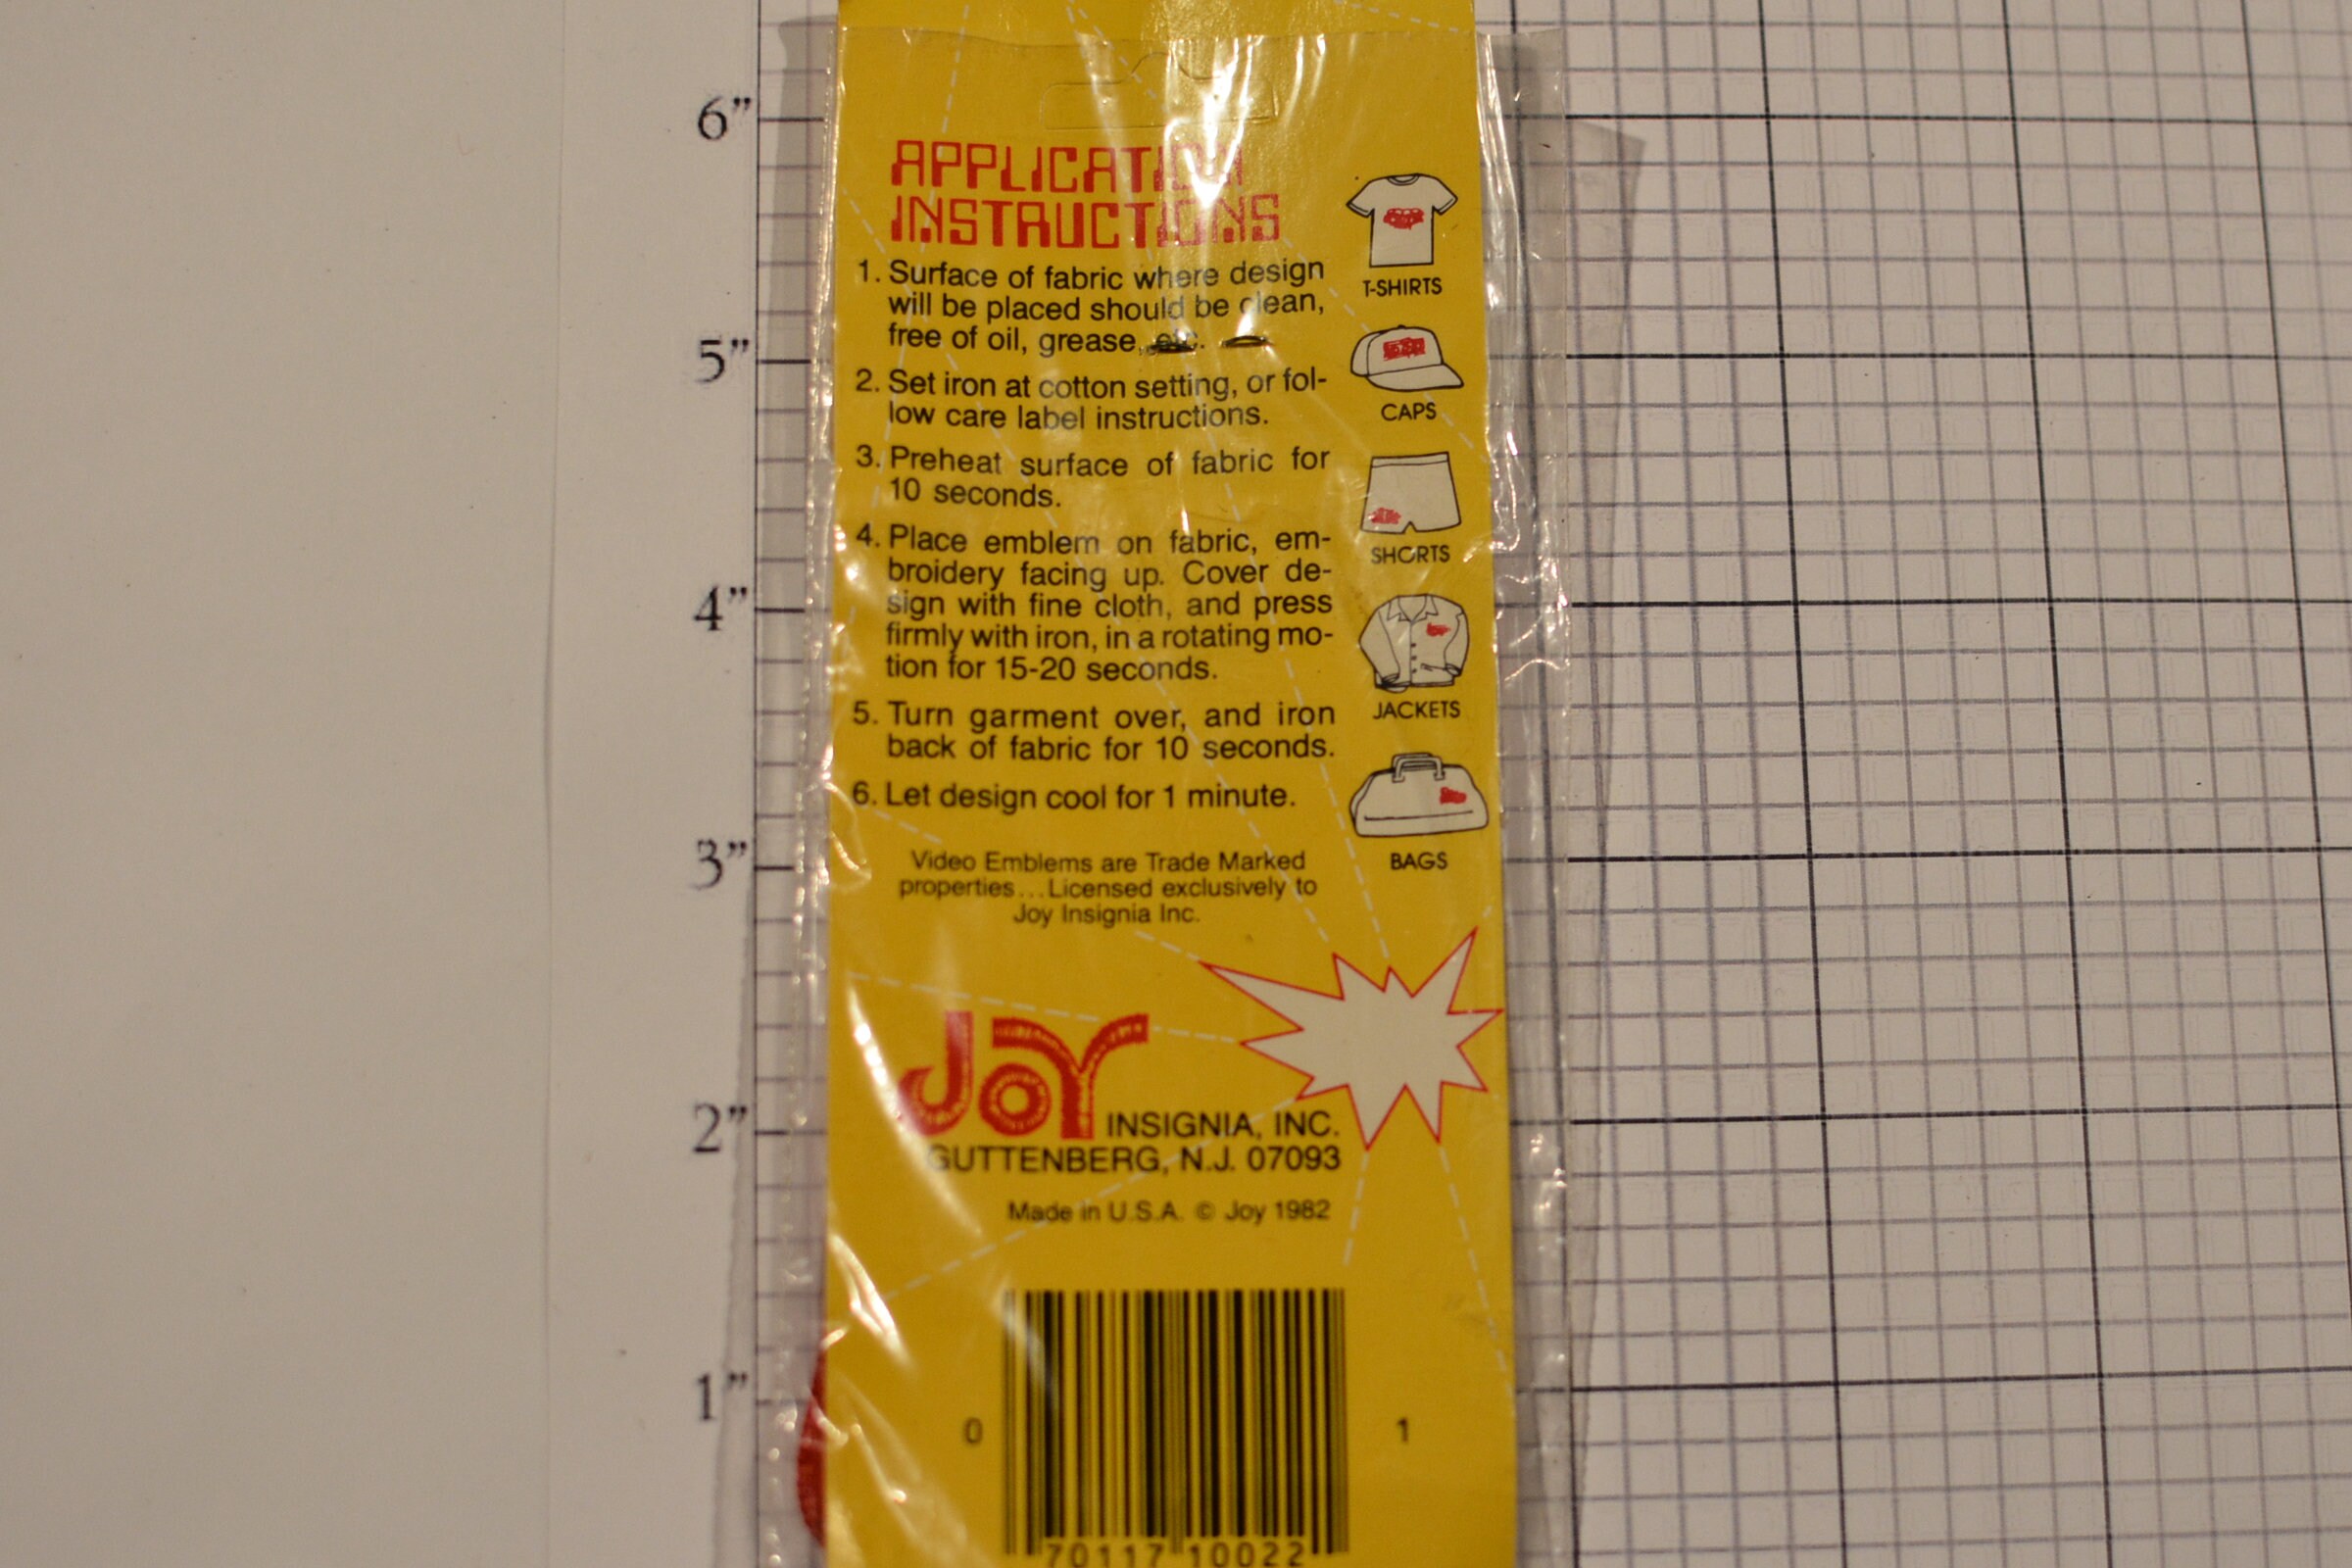 6"
5"
4"
3"
2"
1"
APPLICATION
INSTRUCTIONS
1. Surface of fabric where design
will be placed should be clean,
free of oil, grease, etc.
2. Set iron at cotton setting, or fol-
low care label instructions.
3. Preheat surface of fabric for
10 seconds.
4. Place emblem on fabric, em-
broidery facing up. Cover de-
sign with fine cloth, and press
firmly with iron, in a rotating mo-
tion for 15-20 seconds.
5. Turn garment over, and iron
back of fabric for 10 seconds.
6. Let design cool for 1 minute.
T-SHIRTS
CAPS
SHORTS
JACKETS
BAGS
Video Emblems are Trade Marked
properties...Licensed exclusively to
Joy Insignia Inc.
JOY INSIGNIA, INC.
GUTTENBERG, N.J. 07093
Made in U.S.A. © Joy 1982
0 70117 10022 1